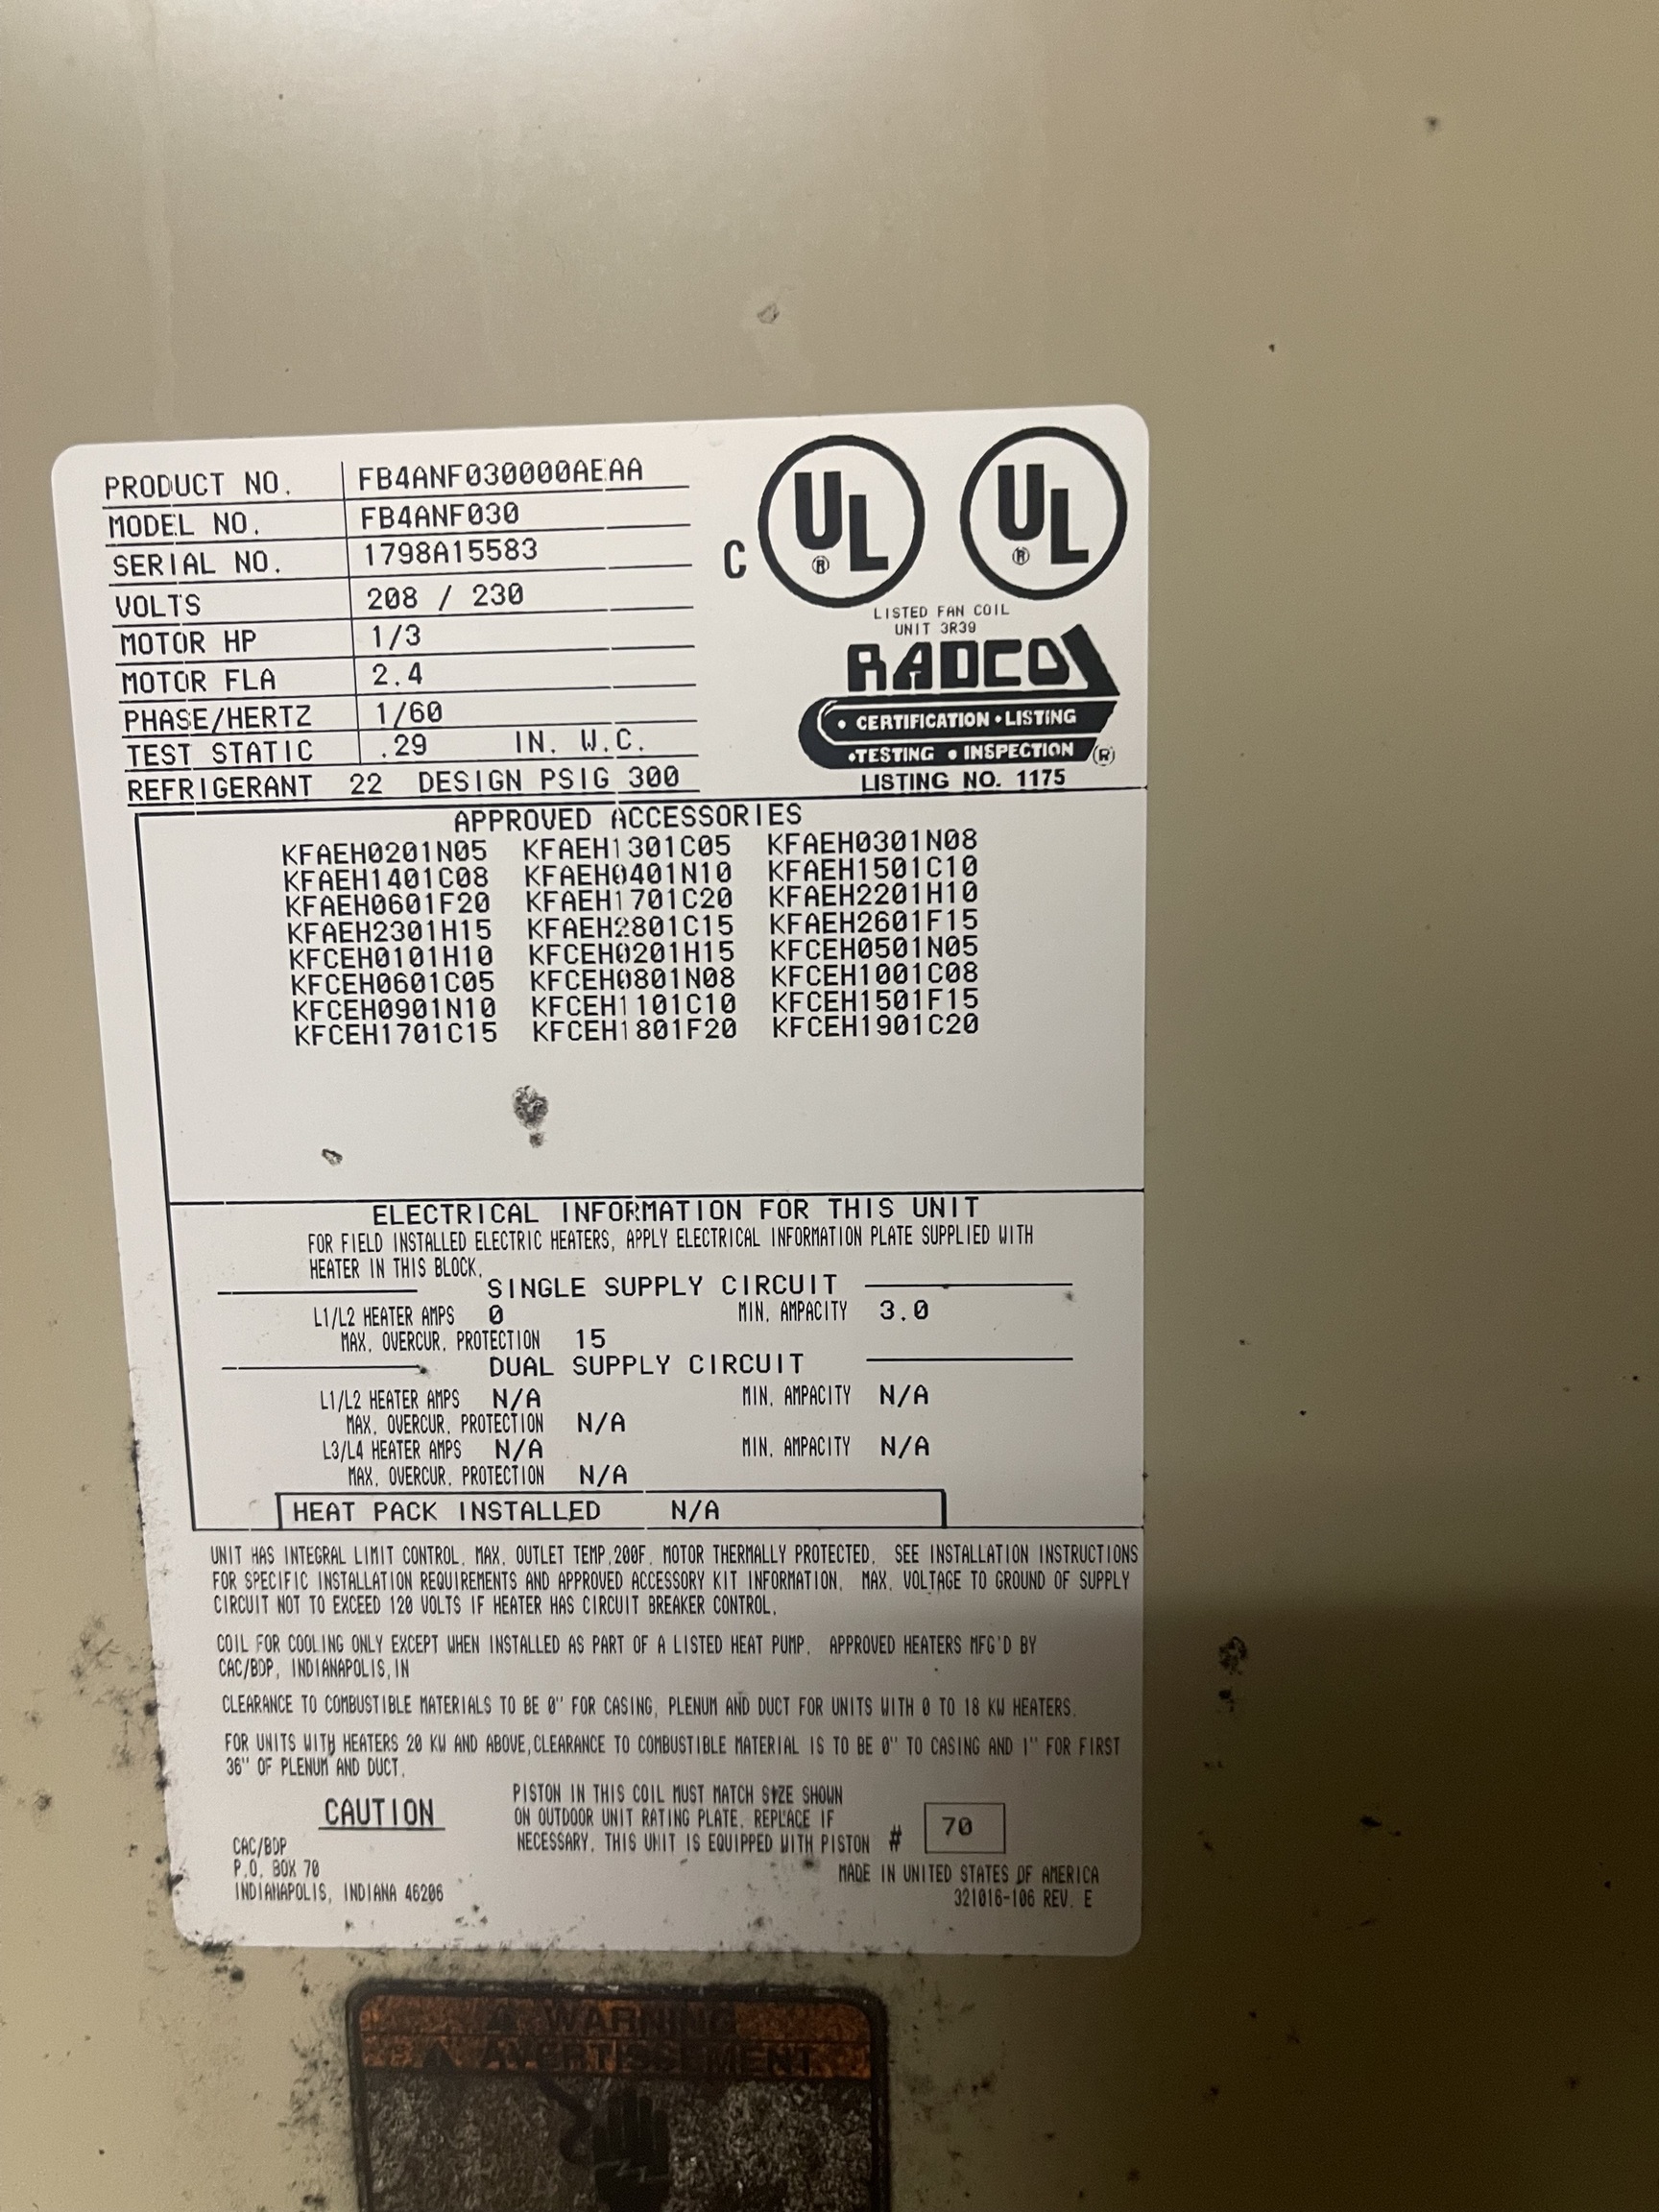 PRODUCT NO. FB4ANF030000AEAA
MODEL NO. FB4ANF030
SERIAL NO. 1798A15583
VOLTS 208 / 230
MOTOR HP 1/3
MOTOR FLA 2.4
PHASE/HERTZ 1/60
TEST STATIC .29 IN. W.C.
REFRIGERANT 22 DESIGN PSIG 300
C UL ® UL ®
LISTED FAN COIL
UNIT 3R39
RADCO
• CERTIFICATION • LISTING
• TESTING • INSPECTION ®
LISTING NO. 1175
APPROVED ACCESSORIES
KFAEH0201N05 KFAEH1301C05 KFAEH0301N08
KFAEH1401C08 KFAEH0401N10 KFAEH1501C10
KFAEH0601F20 KFAEH1701C20 KFAEH2201H10
KFAEH2301H15 KFAEH2801C15 KFAEH2601F15
KFCEH0101H10 KFCEH0201H15 KFCEH0501N05
KFCEH0601C05 KFCEH0801N08 KFCEH1001C08
KFCEH0901N10 KFCEH1101C10 KFCEH1501F15
KFCEH1701C15 KFCEH1801F20 KFCEH1901C20
ELECTRICAL INFORMATION FOR THIS UNIT
FOR FIELD INSTALLED ELECTRIC HEATERS, APPLY ELECTRICAL INFORMATION PLATE SUPPLIED WITH
HEATER IN THIS BLOCK.
SINGLE SUPPLY CIRCUIT
L1/L2 HEATER AMPS 0 MIN. AMPACITY 3.0
MAX. OVERCUR. PROTECTION 15
DUAL SUPPLY CIRCUIT
L1/L2 HEATER AMPS N/A MIN. AMPACITY N/A
MAX. OVERCUR. PROTECTION N/A
L3/L4 HEATER AMPS N/A MIN. AMPACITY N/A
MAX. OVERCUR. PROTECTION N/A
HEAT PACK INSTALLED N/A
UNIT HAS INTEGRAL LIMIT CONTROL. MAX. OUTLET TEMP.200F. MOTOR THERMALLY PROTECTED. SEE INSTALLATION INSTRUCTIONS
FOR SPECIFIC INSTALLATION REQUIREMENTS AND APPROVED ACCESSORY KIT INFORMATION. MAX. VOLTAGE TO GROUND OF SUPPLY
CIRCUIT NOT TO EXCEED 120 VOLTS IF HEATER HAS CIRCUIT BREAKER CONTROL.
COIL FOR COOLING ONLY EXCEPT WHEN INSTALLED AS PART OF A LISTED HEAT PUMP. APPROVED HEATERS MFG'D BY
CAC/BDP, INDIANAPOLIS,IN
CLEARANCE TO COMBUSTIBLE MATERIALS TO BE 0" FOR CASING, PLENUM AND DUCT FOR UNITS WITH 0 TO 18 KW HEATERS.
FOR UNITS WITH HEATERS 20 KW AND ABOVE,CLEARANCE TO COMBUSTIBLE MATERIAL IS TO BE 0" TO CASING AND 1" FOR FIRST
36" OF PLENUM AND DUCT.
CAUTION
PISTON IN THIS COIL MUST MATCH SIZE SHOWN
ON OUTDOOR UNIT RATING PLATE. REPLACE IF
NECESSARY. THIS UNIT IS EQUIPPED WITH PISTON # 70
CAC/BDP
P.O. BOX 70
INDIANAPOLIS, INDIANA 46206
MADE IN UNITED STATES OF AMERICA
321016-106 REV. E
WARNING
AVERTISSEMENT